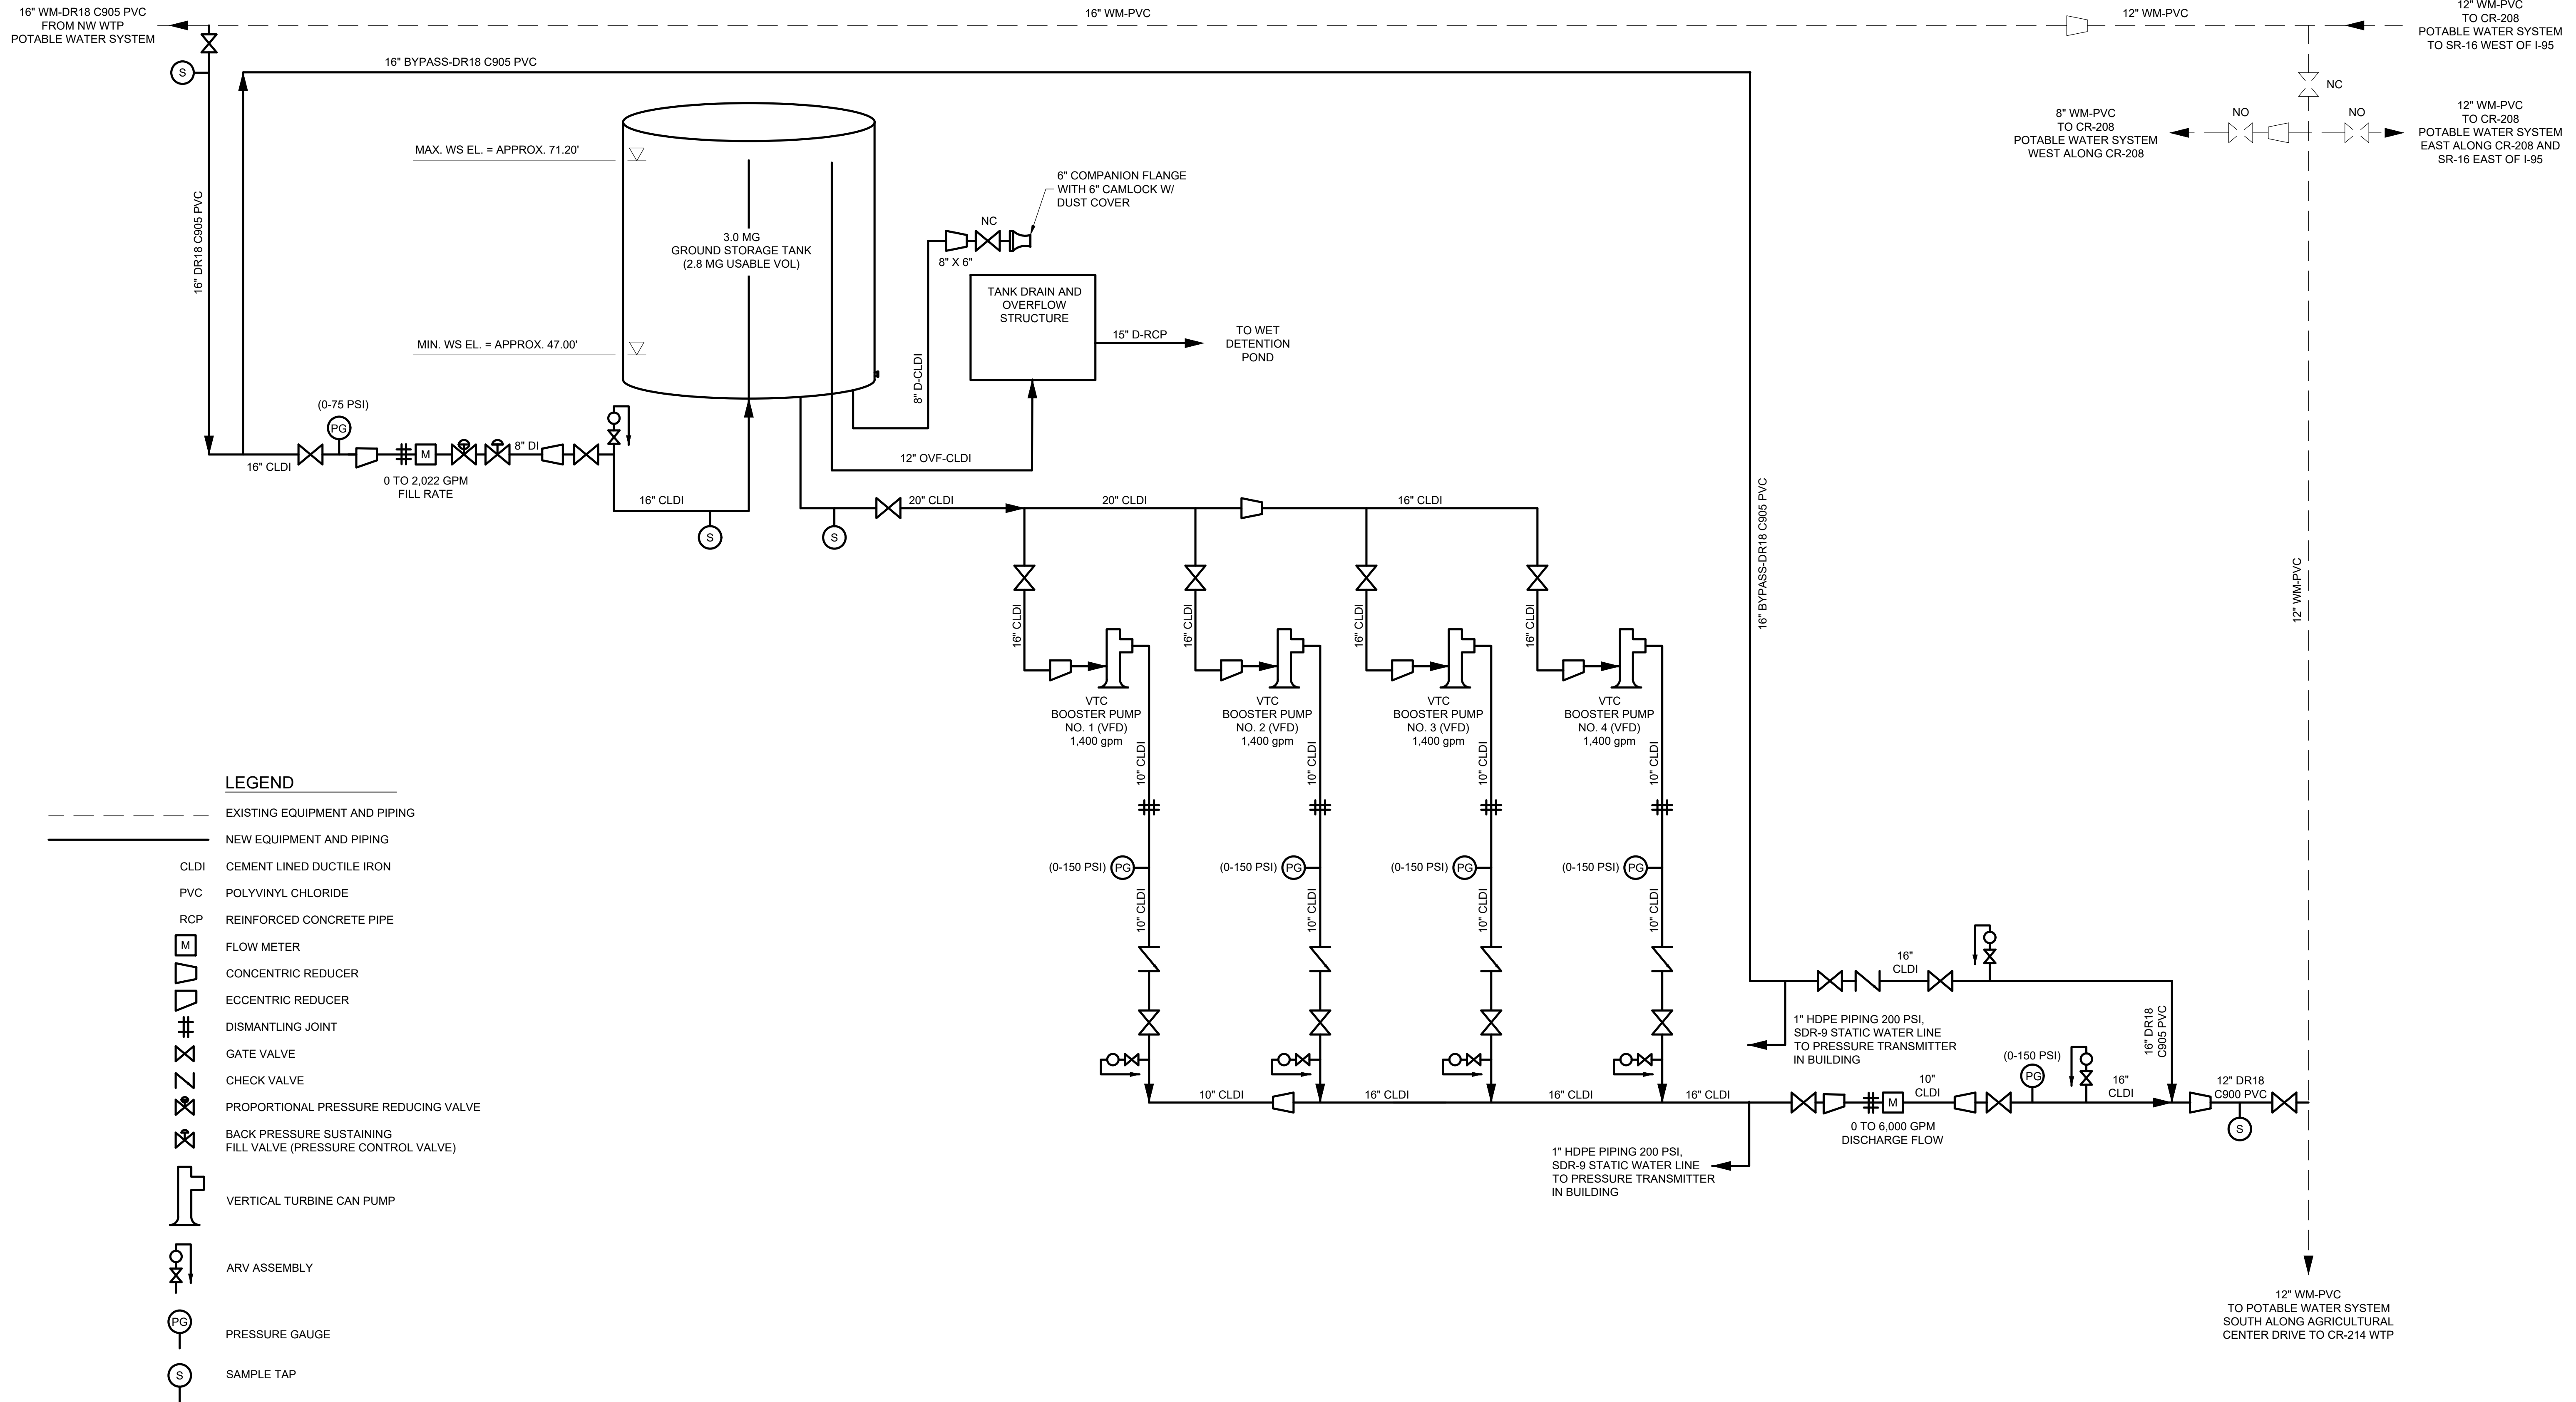 16" WM-DR18 C905 PVC
FROM NW WTP
POTABLE WATER SYSTEM
16" WM-PVC
12" WM-PVC
12" WM-PVC
TO CR-208
POTABLE WATER SYSTEM
TO SR-16 WEST OF I-95
S
16" BYPASS-DR18 C905 PVC
NC
8" WM-PVC
TO CR-208
POTABLE WATER SYSTEM
WEST ALONG CR-208
NO
NO
12" WM-PVC
TO CR-208
POTABLE WATER SYSTEM
EAST ALONG CR-208 AND
SR-16 EAST OF I-95
16" DR18 C905 PVC
MAX. WS EL. = APPROX. 71.20'
3.0 MG
GROUND STORAGE TANK
(2.8 MG USABLE VOL)
MIN. WS EL. = APPROX. 47.00'
6" COMPANION FLANGE
WITH 6" CAMLOCK W/
DUST COVER
NC
8" X 6"
8" D-CLDI
TANK DRAIN AND
OVERFLOW
STRUCTURE
15" D-RCP
TO WET
DETENTION
POND
12" OVF-CLDI
(0-75 PSI)
PG
16" CLDI
M
8" DI
0 TO 2,022 GPM
FILL RATE
16" CLDI
S
S
20" CLDI
20" CLDI
16" CLDI
16" CLDI
16" CLDI
16" CLDI
16" CLDI
16" BYPASS-DR18 C905 PVC
12" WM-PVC
VTC
BOOSTER PUMP
NO. 1 (VFD)
1,400 gpm
VTC
BOOSTER PUMP
NO. 2 (VFD)
1,400 gpm
VTC
BOOSTER PUMP
NO. 3 (VFD)
1,400 gpm
VTC
BOOSTER PUMP
NO. 4 (VFD)
1,400 gpm
10" CLDI
10" CLDI
10" CLDI
10" CLDI
(0-150 PSI)
PG
(0-150 PSI)
PG
(0-150 PSI)
PG
(0-150 PSI)
PG
10" CLDI
10" CLDI
10" CLDI
10" CLDI
10" CLDI
16" CLDI
16" CLDI
16" CLDI
16"
CLDI
1" HDPE PIPING 200 PSI,
SDR-9 STATIC WATER LINE
TO PRESSURE TRANSMITTER
IN BUILDING
16" DR18
C905 PVC
(0-150 PSI)
PG
M
10"
CLDI
0 TO 6,000 GPM
DISCHARGE FLOW
16"
CLDI
12" DR18
C900 PVC
S
1" HDPE PIPING 200 PSI,
SDR-9 STATIC WATER LINE
TO PRESSURE TRANSMITTER
IN BUILDING
12" WM-PVC
TO POTABLE WATER SYSTEM
SOUTH ALONG AGRICULTURAL
CENTER DRIVE TO CR-214 WTP
LEGEND
EXISTING EQUIPMENT AND PIPING
NEW EQUIPMENT AND PIPING
CLDI CEMENT LINED DUCTILE IRON
PVC POLYVINYL CHLORIDE
RCP REINFORCED CONCRETE PIPE
M FLOW METER
CONCENTRIC REDUCER
ECCENTRIC REDUCER
DISMANTLING JOINT
GATE VALVE
CHECK VALVE
PROPORTIONAL PRESSURE REDUCING VALVE
BACK PRESSURE SUSTAINING
FILL VALVE (PRESSURE CONTROL VALVE)
VERTICAL TURBINE CAN PUMP
ARV ASSEMBLY
PG PRESSURE GAUGE
S SAMPLE TAP